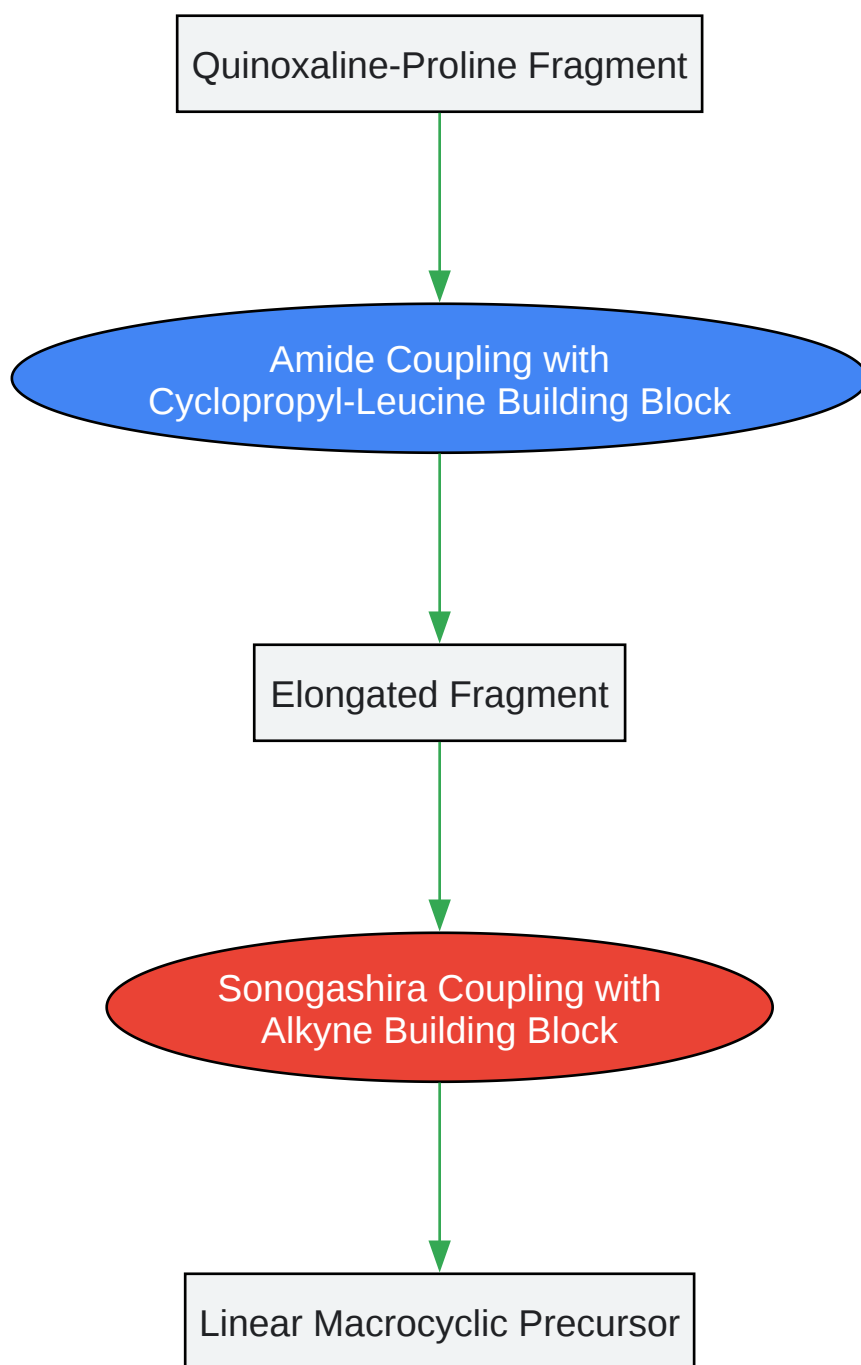 Quinoxaline-Proline Fragment
Amide Coupling with
Cyclopropyl-Leucine Building Block
Elongated Fragment
Sonogashira Coupling with
Alkyne Building Block
Linear Macrocyclic Precursor